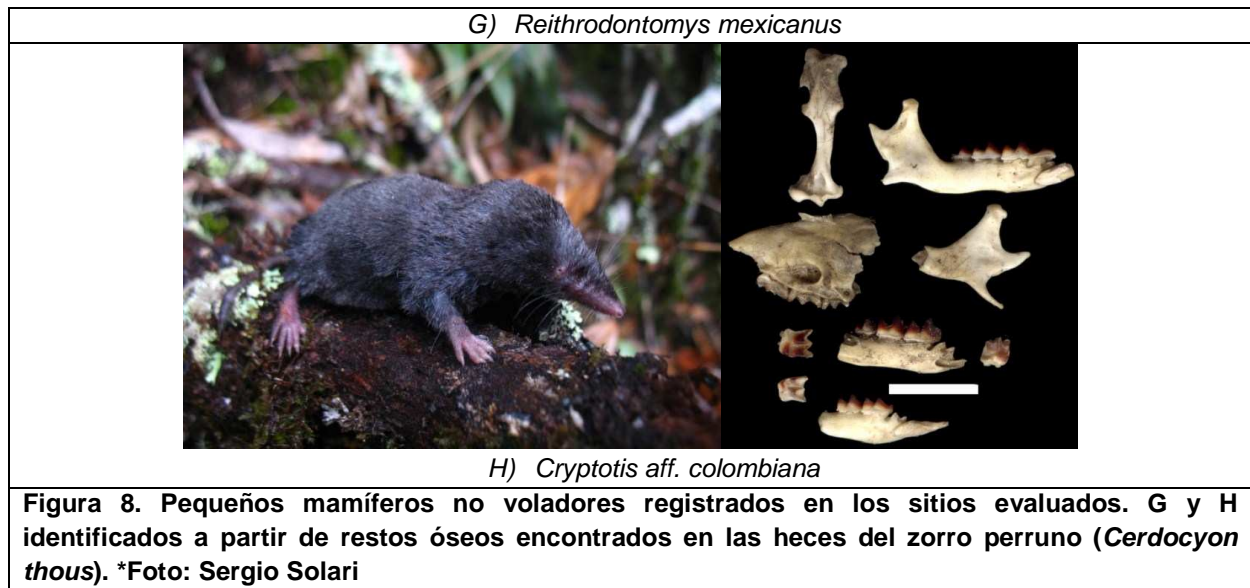 G) Reithrodontomys mexicanus
H) Cryptotis aff. colombiana
Figura 8. Pequeños mamíferos no voladores registrados en los sitios evaluados. G y H
identificados a partir de restos óseos encontrados en las heces del zorro perruno (Cerdocyon
thous). *Foto: Sergio Solari